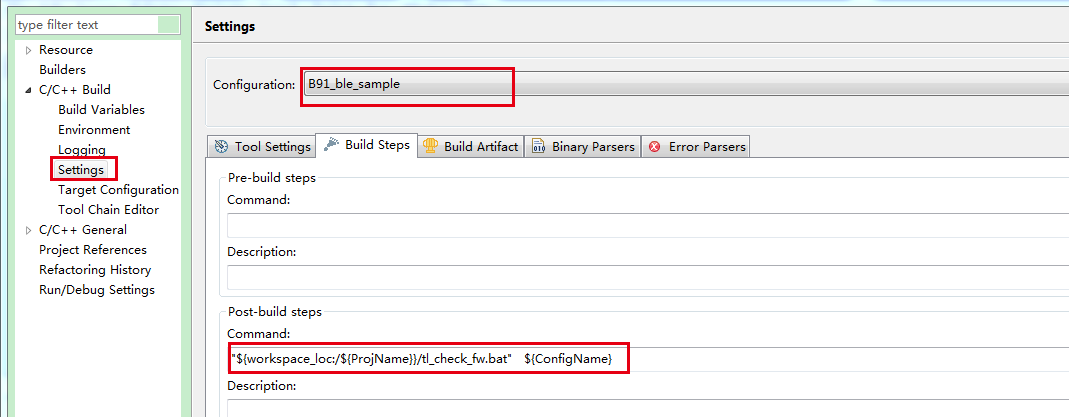 type filter text
Resource
Builders
C/C++ Build
Build Variables
Environment
Logging
Settings
Target Configuration
Tool Chain Editor
C/C++ General
Project References
Refactoring History
Run/Debug Settings
Settings
Configuration: B91_ble_sample
Tool Settings Build Steps Build Artifact Binary Parsers Error Parsers
Pre-build steps
Command:
Description:
Post-build steps
Command:
"${workspace_loc:/${ProjName}}/tl_check_fw.bat" ${ConfigName}
Description: